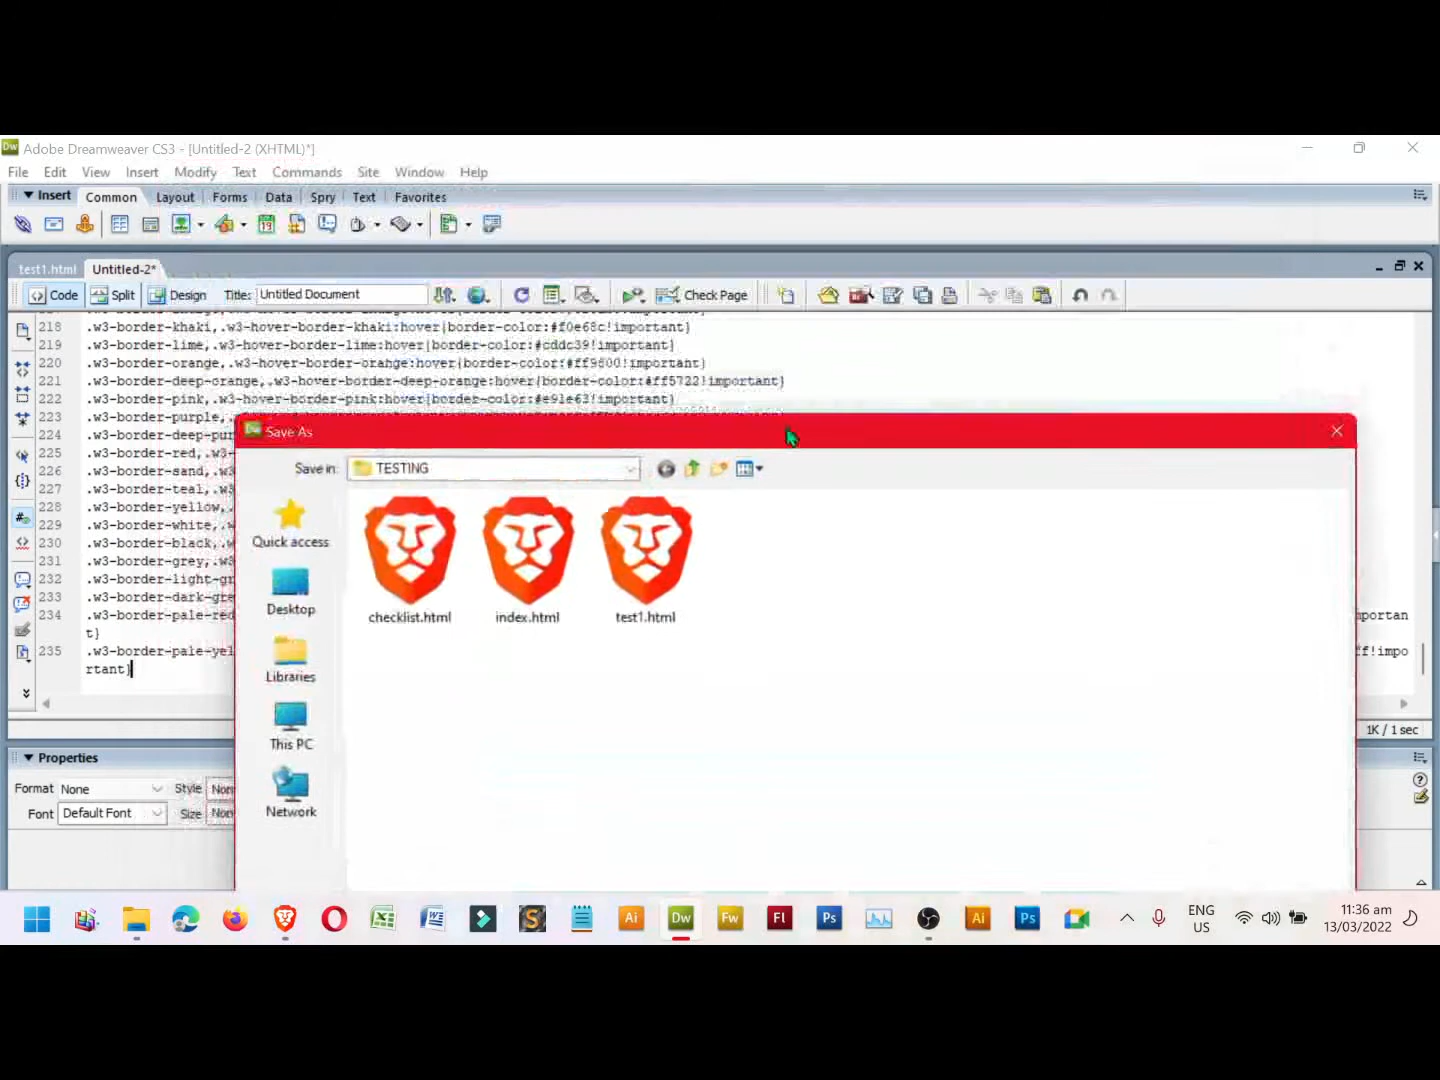 Adobe Dreamweaver CS3 - [Untitled-2 (XHTML)*]
File Edit View Insert Modify Text Commands Site Window Help
Insert Common Layout Forms Data Spry Text Favorites
test1.html Untitled-2*
Code Split Design Title: Untitled Document Check Page
218 .w3-border-khaki,.w3-hover-border-khaki:hover{border-color:#f0e68c!important}
219 .w3-border-lime,.w3-hover-border-lime:hover{border-color:#cddc39!important}
220 .w3-border-orange,.w3-hover-border-orange:hover{border-color:#ff9800!important}
221 .w3-border-deep-orange,.w3-hover-border-deep-orange:hover{border-color:#ff5722!important}
222 .w3-border-pink,.w3-hover-border-pink:hover{border-color:#e91e63!important}
223 .w3-border-purple,.
224 .w3-border-deep-pur
225 .w3-border-red,.w3-
226 .w3-border-sand,.w3
227 .w3-border-teal,.w3
228 .w3-border-yellow,.
229 .w3-border-white,.w
230 .w3-border-black,.w
231 .w3-border-grey,.w3
232 .w3-border-light-gr
233 .w3-border-dark-gre
234 .w3-border-pale-red
mportan
t}
235 .w3-border-pale-yel
ff!impo
rtant}
Save As
Save in: TESTING
Quick access
Desktop
Libraries
This PC
Network
checklist.html index.html test1.html
1K / 1 sec
Properties
Format None Style Non
Font Default Font Size Non
Ai Dw Fw Fl Ps Ai Ps
ENG
US
11:36 am
13/03/2022